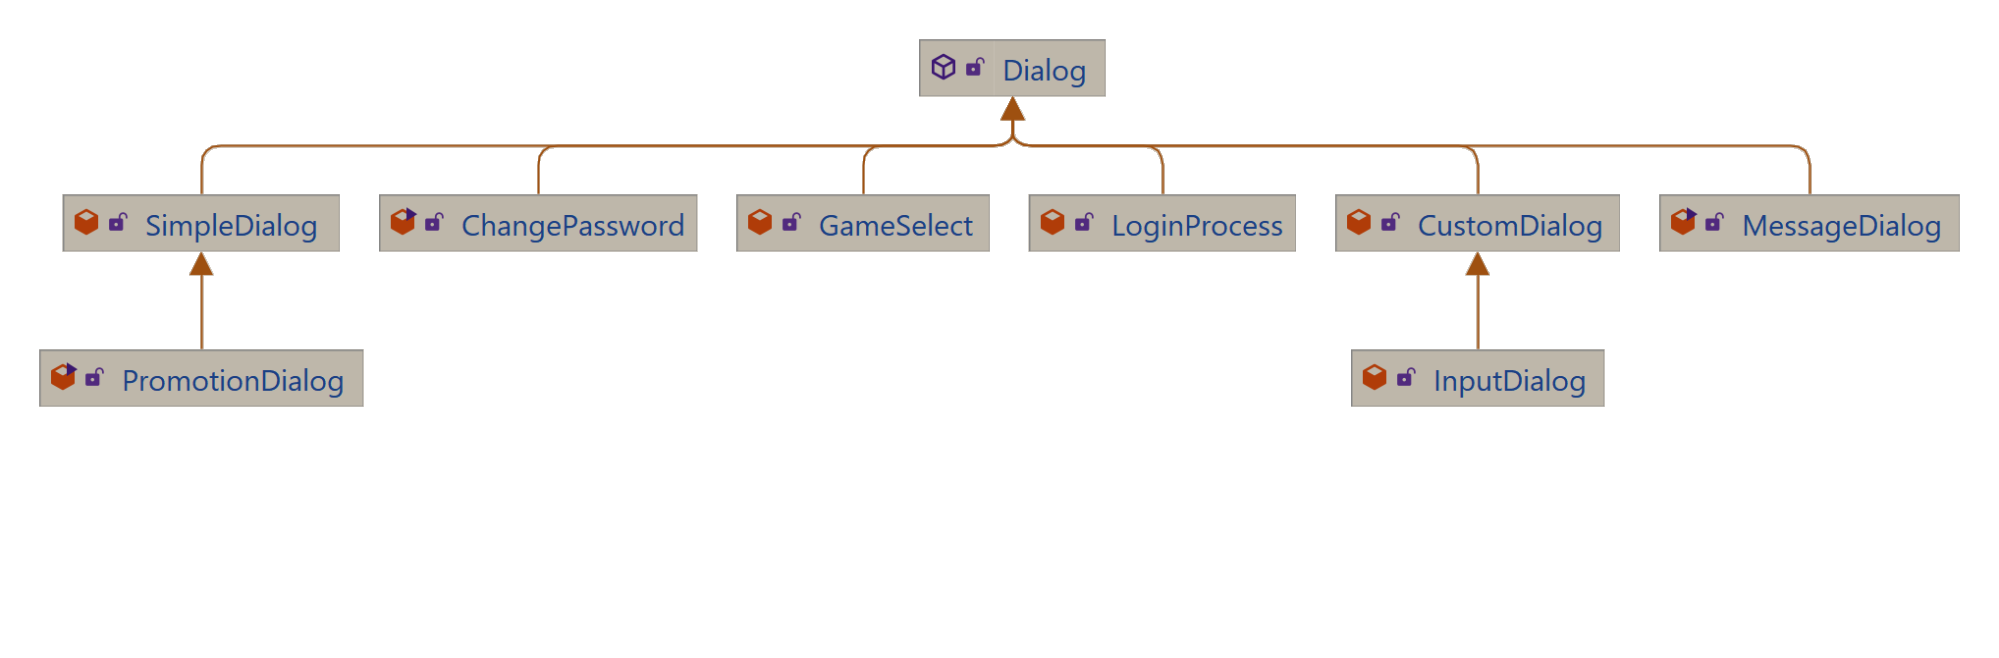 Dialog
SimpleDialog
ChangePassword
GameSelect
LoginProcess
CustomDialog
MessageDialog
PromotionDialog
InputDialog